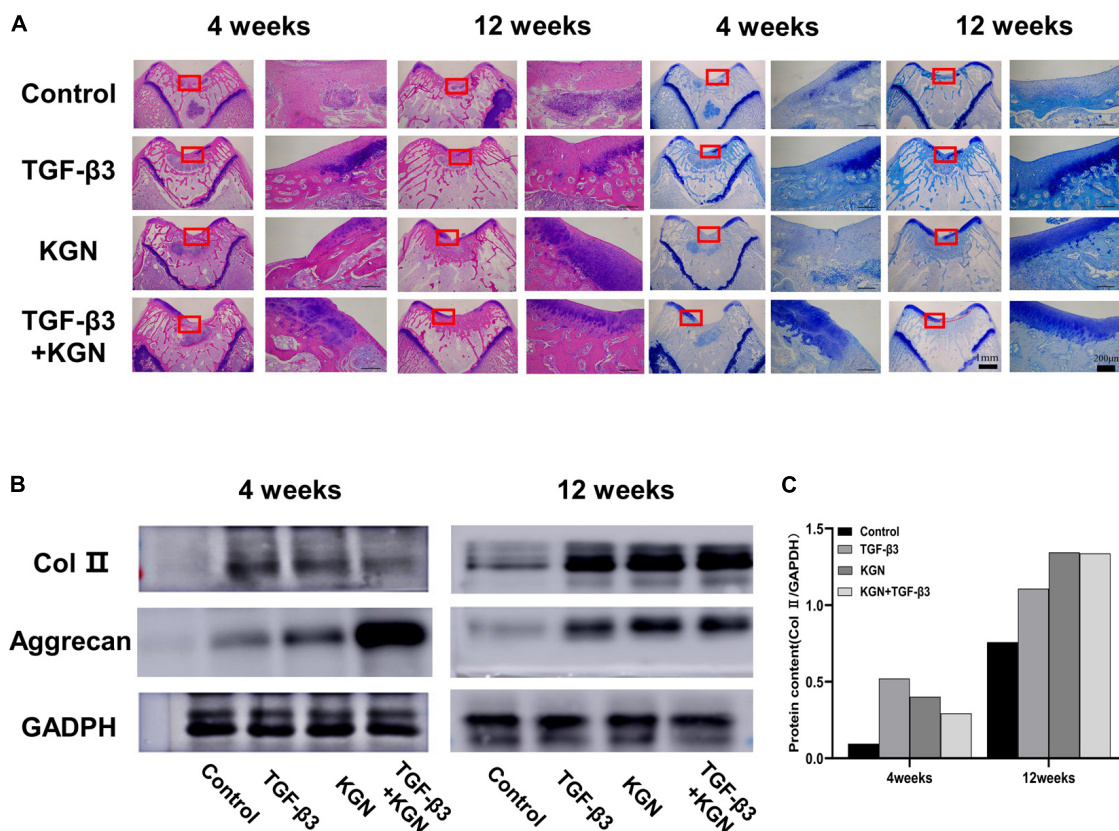 A
4 weeks 12 weeks 4 weeks 12 weeks
Control
TGF-β3
KGN
TGF-β3
+KGN
1mm
200μm
B
4 weeks 12 weeks
Col Ⅱ
Aggrecan
GADPH
Control
TGF-β3
KGN
TGF-β3
+KGN
Control
TGF-β3
KGN
TGF-β3
+KGN
C
Protein content(Col Ⅱ/GAPDH)
1.5
1.0
0.5
0.0
Control
TGF-β3
KGN
KGN+TGF-β3
4weeks 12weeks